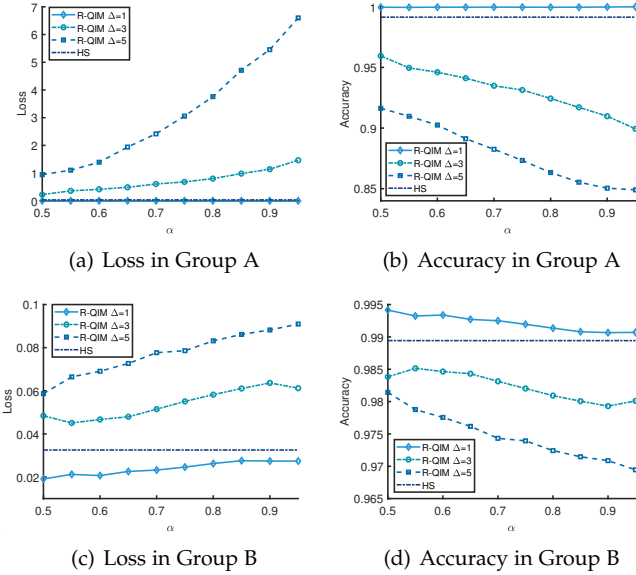 7
6
5
4
3
2
1
0
Loss
R-QIM Δ=1
R-QIM Δ=3
R-QIM Δ=5
HS
0.5 0.6 0.7 0.8 0.9
α
(a) Loss in Group A
1
0.95
0.9
0.85
Accuracy
R-QIM Δ=1
R-QIM Δ=3
R-QIM Δ=5
HS
0.5 0.6 0.7 0.8 0.9
α
(b) Accuracy in Group A
0.1
0.08
0.06
0.04
0.02
Loss
R-QIM Δ=1
R-QIM Δ=3
R-QIM Δ=5
HS
0.5 0.6 0.7 0.8 0.9
α
(c) Loss in Group B
0.995
0.99
0.985
0.98
0.975
0.97
0.965
Accuracy
R-QIM Δ=1
R-QIM Δ=3
R-QIM Δ=5
HS
0.5 0.6 0.7 0.8 0.9
α
(d) Accuracy in Group B